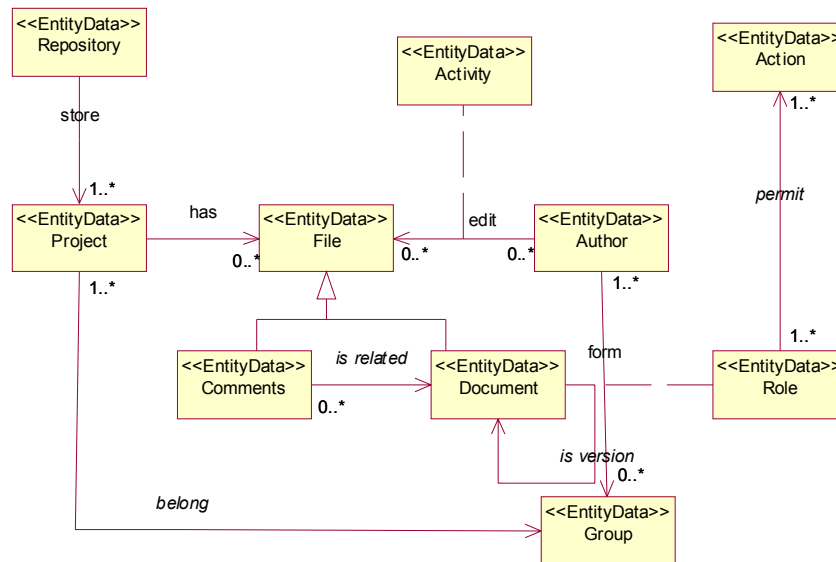 <<EntityData>>
Repository
<<EntityData>>
Activity
<<EntityData>>
Action
store
1..*
1..*
permit
<<EntityData>>
Project
has
0..*
<<EntityData>>
File
0..*
edit
0..*
<<EntityData>>
Author
1..*
1..*
form
1..*
<<EntityData>>
Comments
is related
0..*
<<EntityData>>
Document
<<EntityData>>
Role
is version
0..*
belong
<<EntityData>>
Group